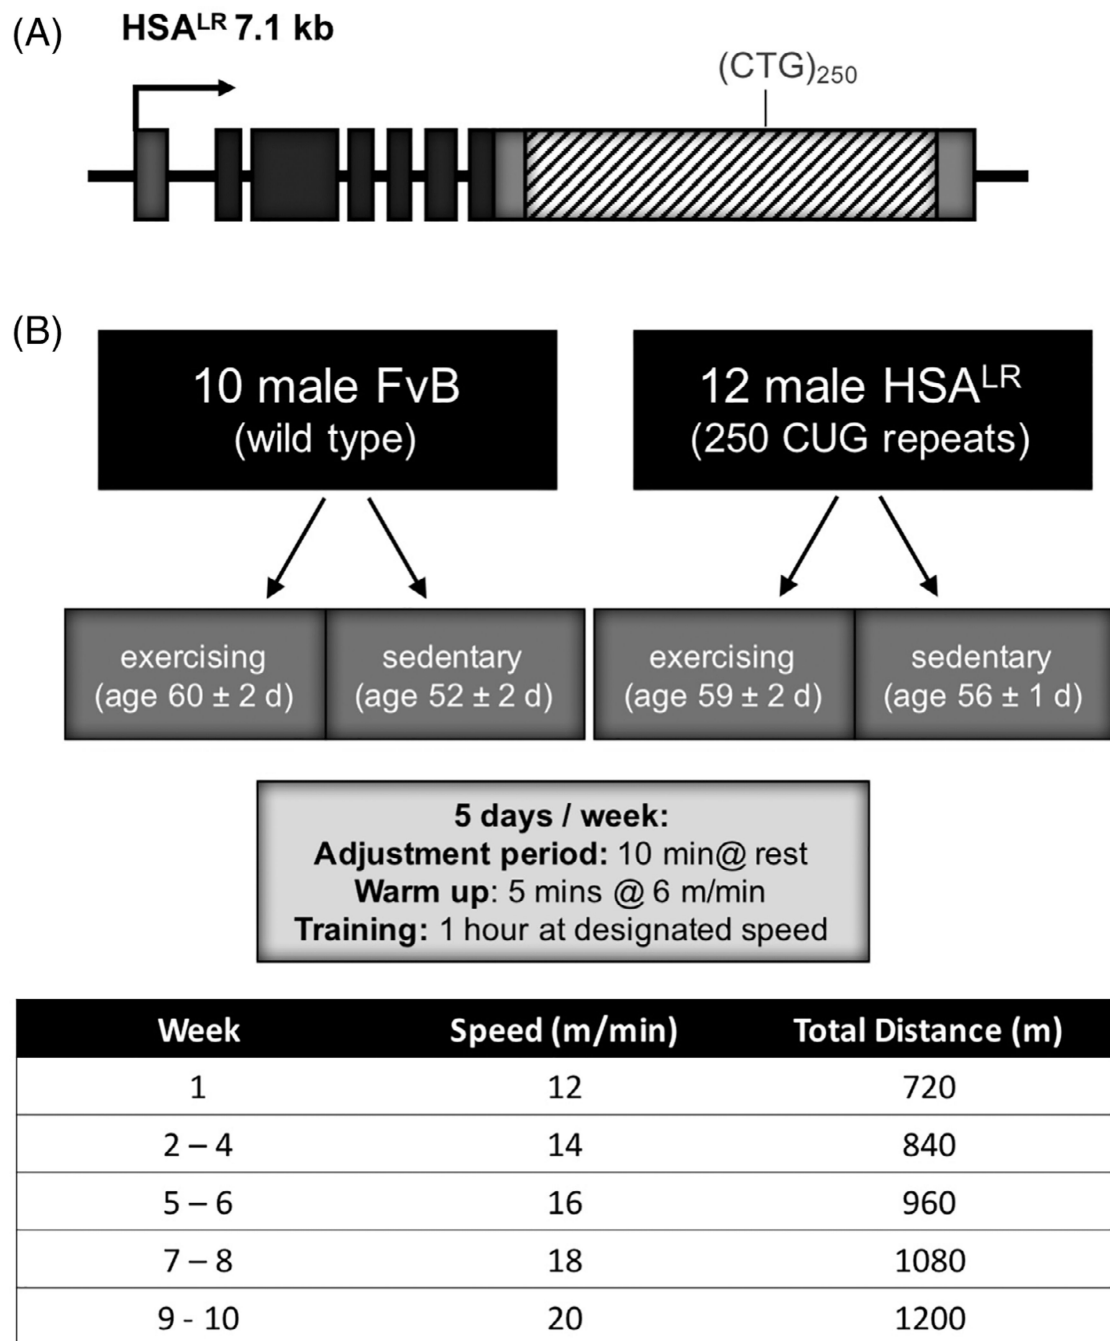 (A)
HSALR 7.1 kb
(CTG)250
(B)
10 male FvB
(wild type)
12 male HSALR
(250 CUG repeats)
exercising
(age 60 ± 2 d)
sedentary
(age 52 ± 2 d)
exercising
(age 59 ± 2 d)
sedentary
(age 56 ± 1 d)
5 days / week:
Adjustment period: 10 min@ rest
Warm up: 5 mins @ 6 m/min
Training: 1 hour at designated speed
Week Speed (m/min) Total Distance (m)
1 12 720
2 – 4 14 840
5 – 6 16 960
7 – 8 18 1080
9 - 10 20 1200